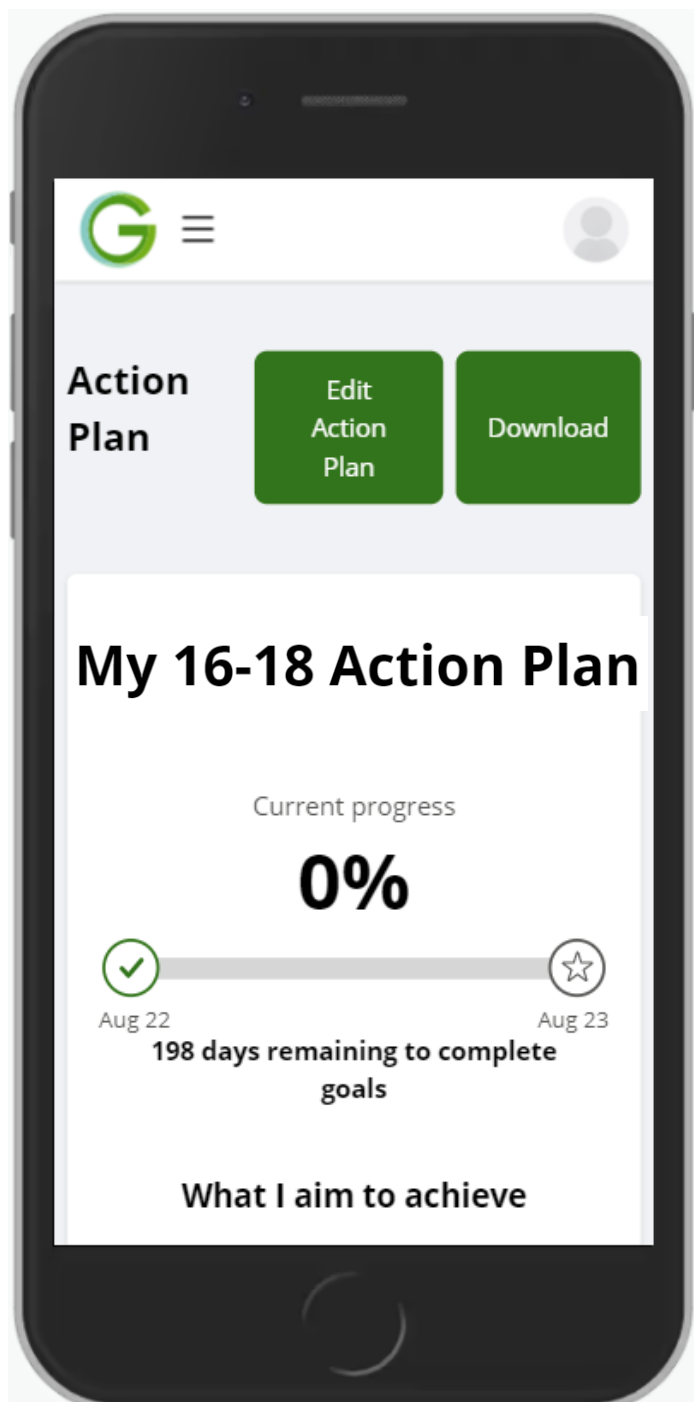 G
Action
Plan
Edit
Action
Plan
Download
My 16-18 Action Plan
Current progress
0%
Aug 22
Aug 23
198 days remaining to complete
goals
What I aim to achieve